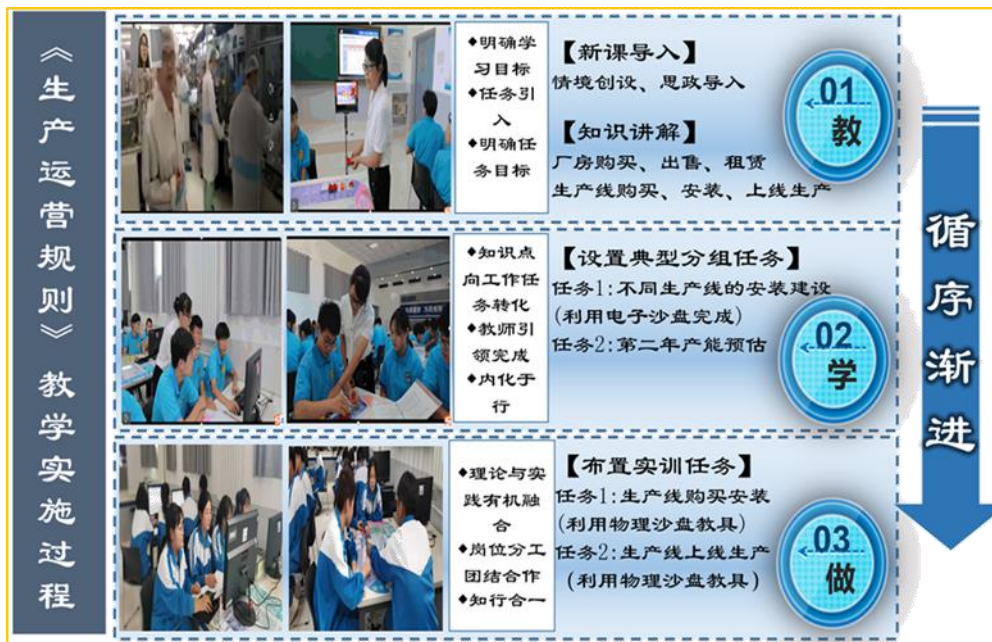 《生产运营规则》教学实施过程
◆明确学
习目标
◆任务引
入
◆明确任
务目标
【新课导入】
情境创设、思政导入
【知识讲解】
厂房购买、出售、租赁
生产线购买、安装、上线生产
01
教
◆知识点
向工作任
务转化
◆教师引
领完成
◆内化于
行
【设置典型分组任务】
任务1:不同生产线的安装建设
(利用电子沙盘完成)
任务2:第二年产能预估
02
学
◆理论与实
践有机融
合
◆岗位分工
团结合作
◆知行合一
【布置实训任务】
任务1:生产线购买安装
(利用物理沙盘教具)
任务2:生产线上线生产
(利用物理沙盘教具)
03
做
循序渐进